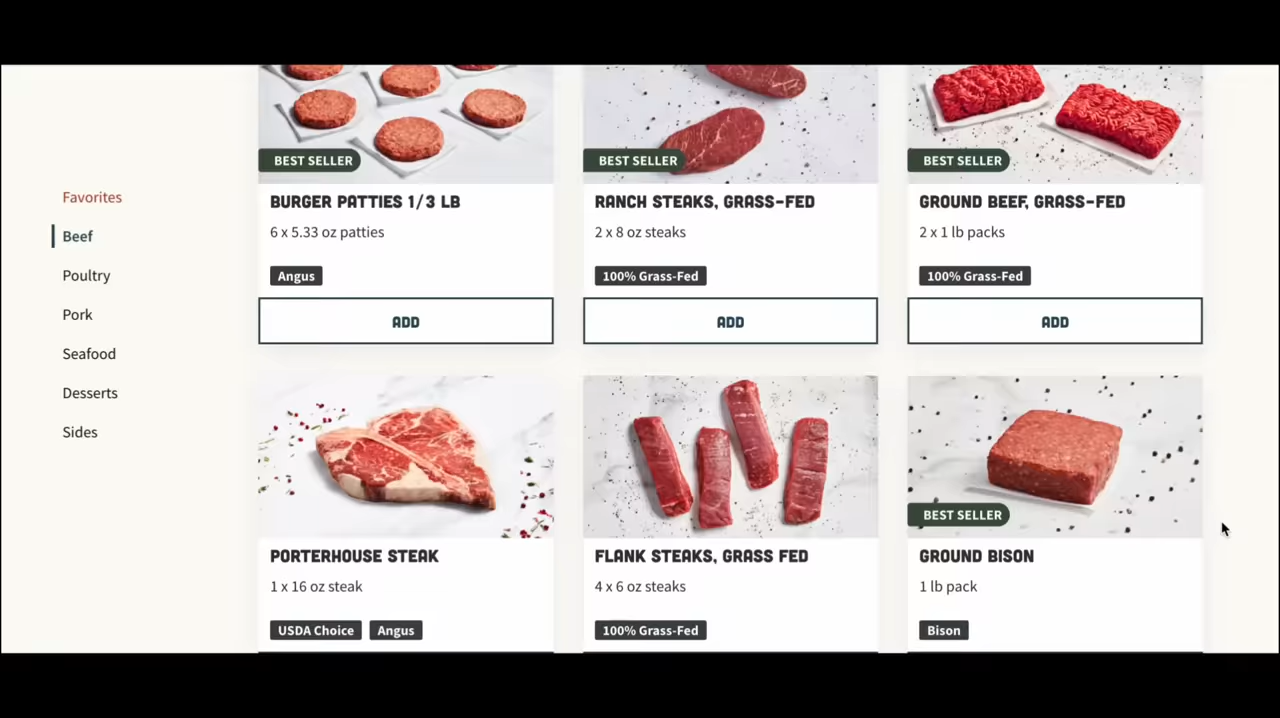 Favorites
Beef
Poultry
Pork
Seafood
Desserts
Sides
BEST SELLER
BURGER PATTIES 1/3 LB
6 x 5.33 oz patties
Angus
ADD
BEST SELLER
RANCH STEAKS, GRASS-FED
2 x 8 oz steaks
100% Grass-Fed
ADD
BEST SELLER
GROUND BEEF, GRASS-FED
2 x 1 lb packs
100% Grass-Fed
ADD
PORTERHOUSE STEAK
1 x 16 oz steak
USDA Choice Angus
FLANK STEAKS, GRASS FED
4 x 6 oz steaks
100% Grass-Fed
BEST SELLER
GROUND BISON
1 lb pack
Bison